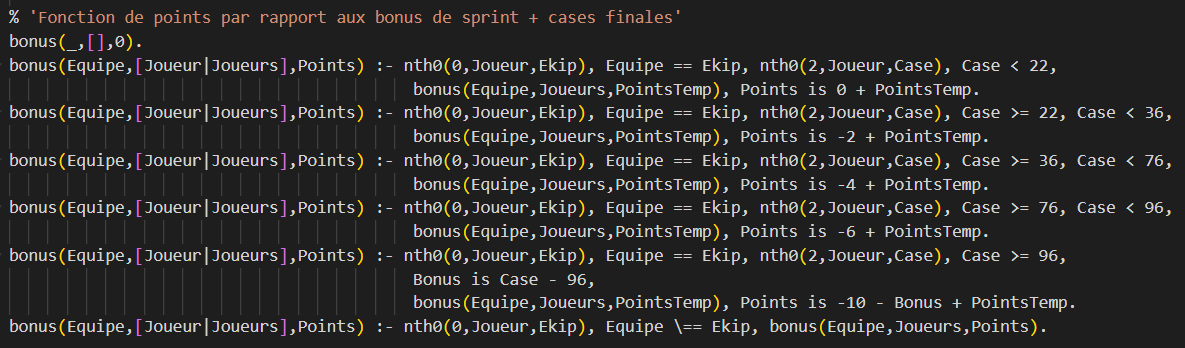 % 'Fonction de points par rapport aux bonus de sprint + cases finales'
bonus(_,[],0).
bonus(Equipe,[Joueur|Joueurs],Points) :- nth0(0,Joueur,Ekip), Equipe == Ekip, nth0(2,Joueur,Case), Case < 22,
bonus(Equipe,Joueurs,PointsTemp), Points is 0 + PointsTemp.
bonus(Equipe,[Joueur|Joueurs],Points) :- nth0(0,Joueur,Ekip), Equipe == Ekip, nth0(2,Joueur,Case), Case >= 22, Case < 36,
bonus(Equipe,Joueurs,PointsTemp), Points is -2 + PointsTemp.
bonus(Equipe,[Joueur|Joueurs],Points) :- nth0(0,Joueur,Ekip), Equipe == Ekip, nth0(2,Joueur,Case), Case >= 36, Case < 76,
bonus(Equipe,Joueurs,PointsTemp), Points is -4 + PointsTemp.
bonus(Equipe,[Joueur|Joueurs],Points) :- nth0(0,Joueur,Ekip), Equipe == Ekip, nth0(2,Joueur,Case), Case >= 76, Case < 96,
bonus(Equipe,Joueurs,PointsTemp), Points is -6 + PointsTemp.
bonus(Equipe,[Joueur|Joueurs],Points) :- nth0(0,Joueur,Ekip), Equipe == Ekip, nth0(2,Joueur,Case), Case >= 96,
Bonus is Case - 96,
bonus(Equipe,Joueurs,PointsTemp), Points is -10 - Bonus + PointsTemp.
bonus(Equipe,[Joueur|Joueurs],Points) :- nth0(0,Joueur,Ekip), Equipe \== Ekip, bonus(Equipe,Joueurs,Points).